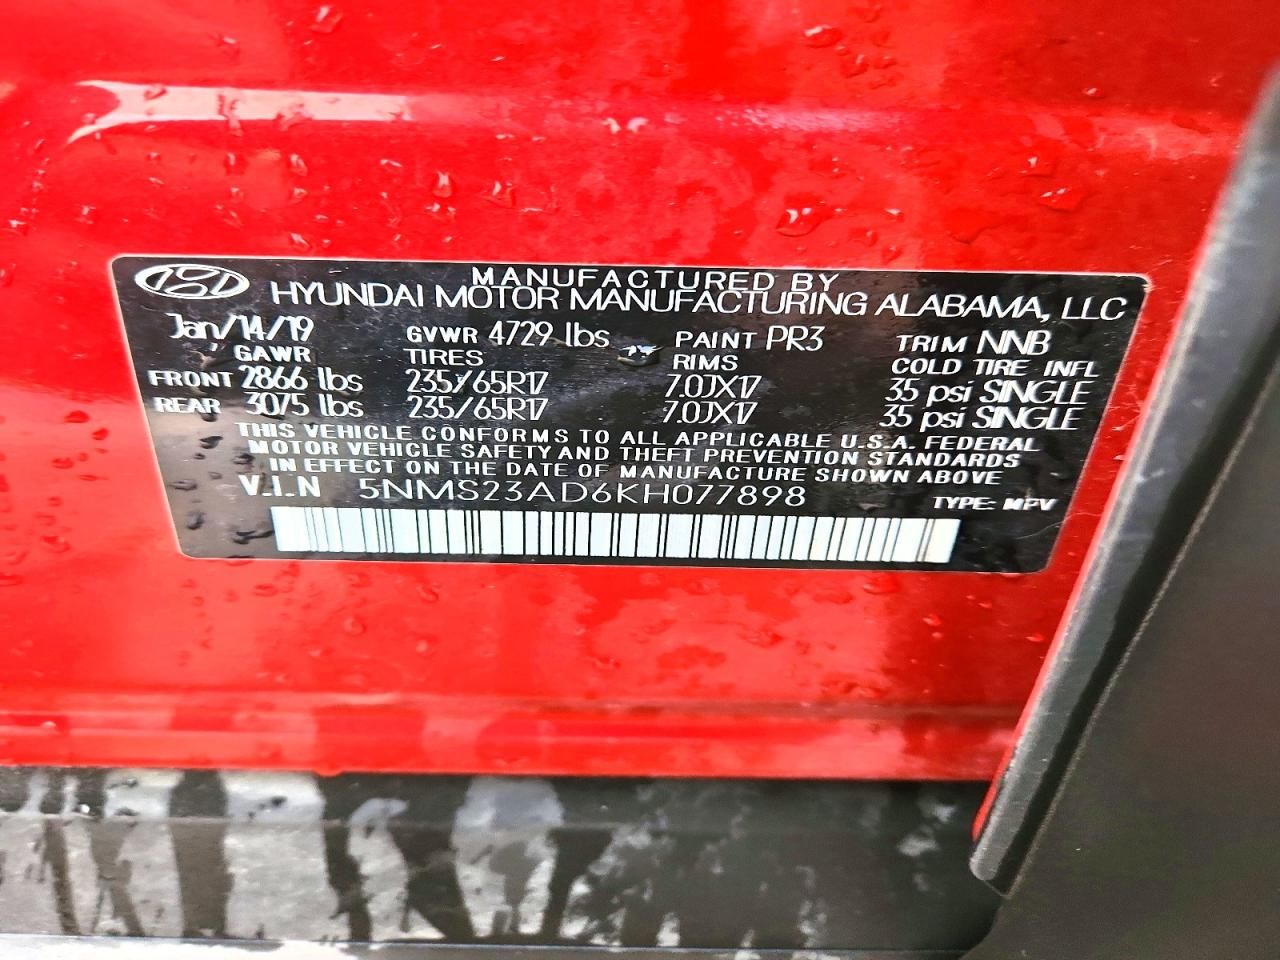 MANUFACTURED BY
HYUNDAI MOTOR MANUFACTURING ALABAMA, LLC
Jan/14/19 GVWR 4729 lbs PAINT PR3 TRIM NNB
GAWR TIRES RIMS COLD TIRE INFL
FRONT 2866 lbs 235/65R17 7.0JX17 35 psi SINGLE
REAR 3075 lbs 235/65R17 7.0JX17 35 psi SINGLE
THIS VEHICLE CONFORMS TO ALL APPLICABLE U.S.A. FEDERAL
MOTOR VEHICLE SAFETY AND THEFT PREVENTION STANDARDS
IN EFFECT ON THE DATE OF MANUFACTURE SHOWN ABOVE
V.I.N 5NMS23AD6KH077898 TYPE: MPV